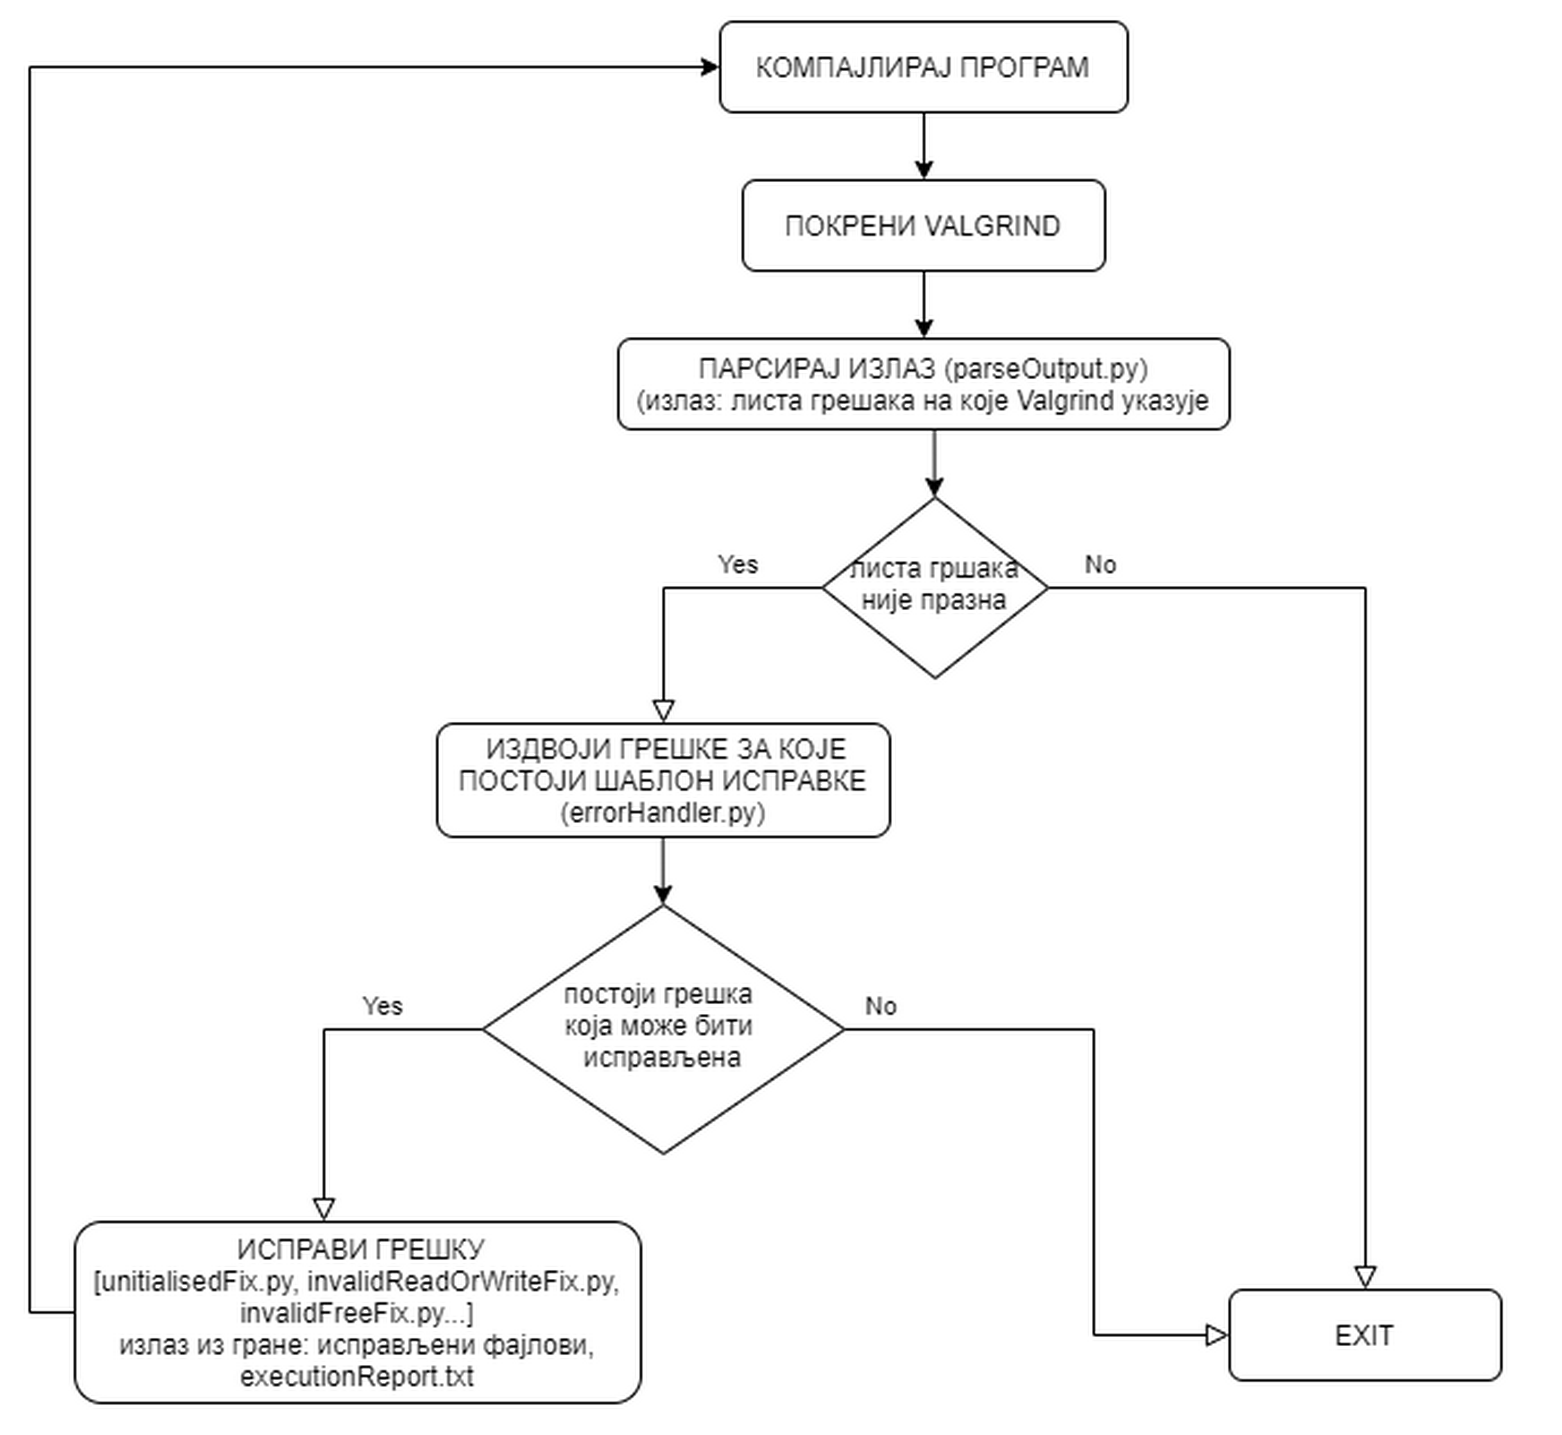 КОМПАЈЛИРАЈ ПРОГРАМ
ПОКРЕНИ VALGRIND
ПАРСИРАЈ ИЗЛАЗ (parseOutput.py)
(излаз: листа грешака на које Valgrind указује
Yes
No
листа гршака
није празна
ИЗДВОЈИ ГРЕШКЕ ЗА КОЈЕ
ПОСТОЈИ ШАБЛОН ИСПРАВКЕ
(errorHandler.py)
Yes
No
постоји грешка
која може бити
исправљена
ИСПРАВИ ГРЕШКУ
[unitialisedFix.py, invalidReadOrWriteFix.py,
invalidFreeFix.py...]
излаз из гране: исправљени фајлови,
executionReport.txt
EXIT